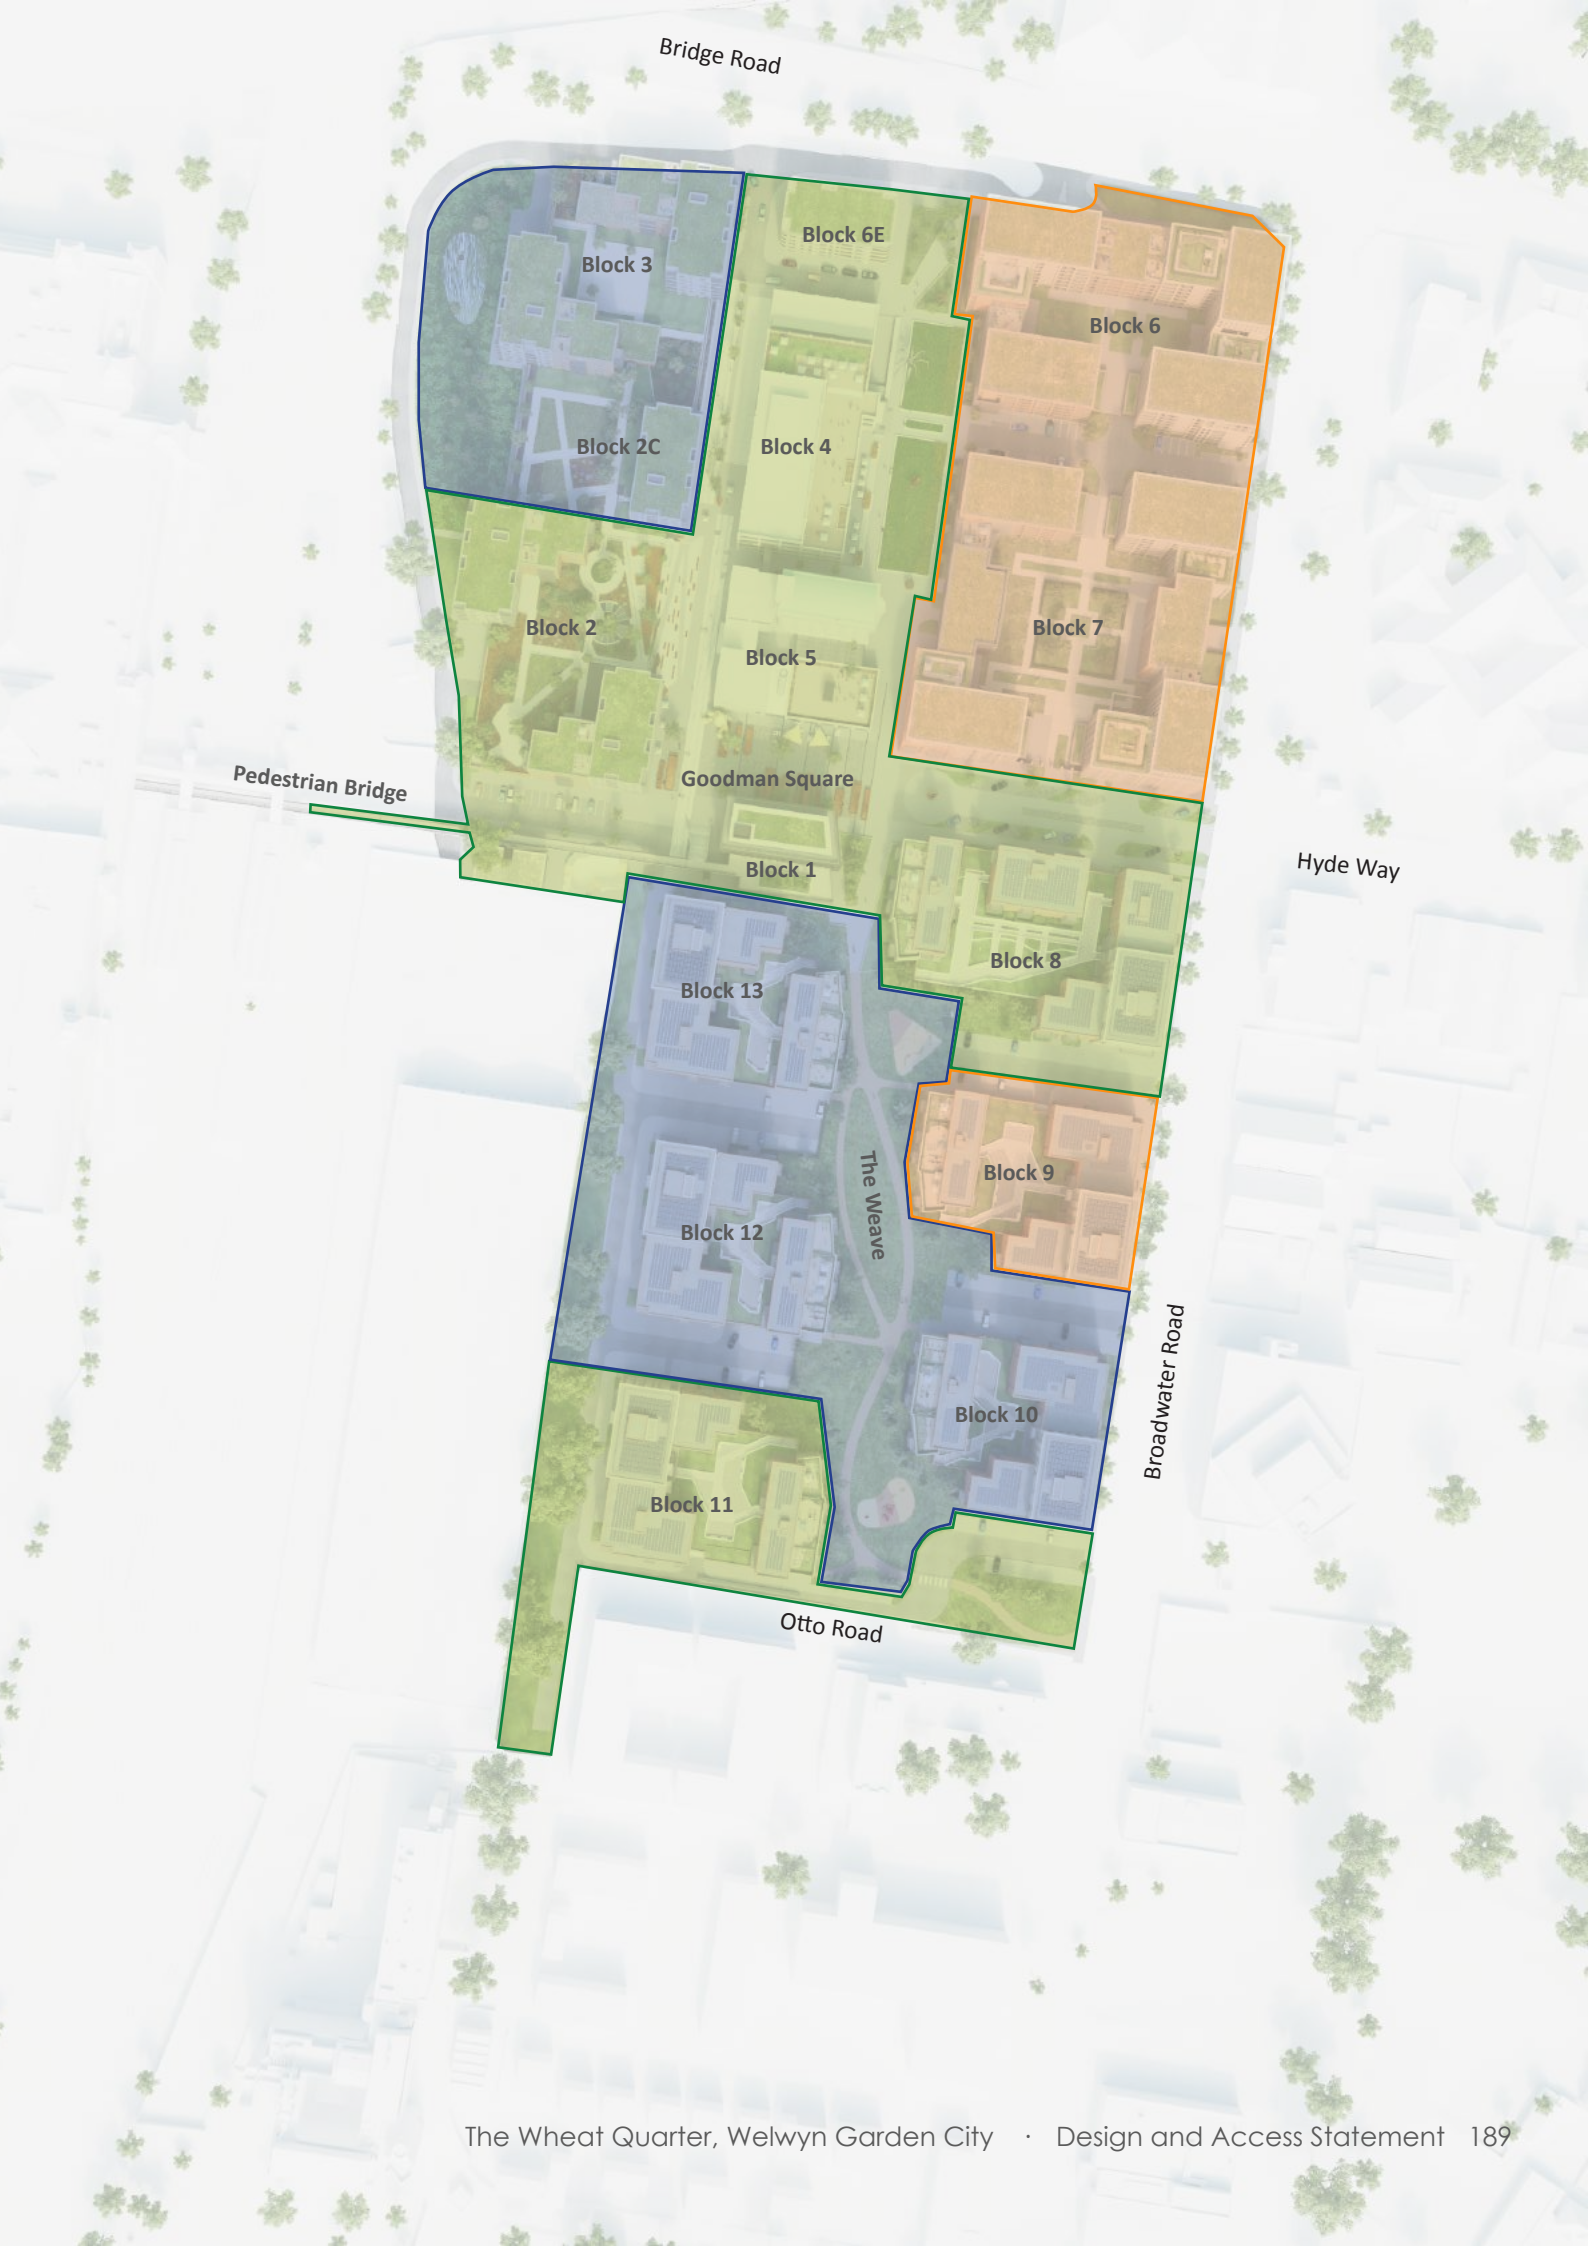 Bridge Road
Block 6E
Block 3
Block 6
Block 2C
Block 4
Block 2
Block 7
Block 5
Pedestrian Bridge
Goodman Square
Block 1
Hyde Way
Block 8
Block 13
Block 9
The Weave
Block 12
Broadwater Road
Block 10
Block 11
Otto Road
The Wheat Quarter, Welwyn Garden City · Design and Access Statement 189